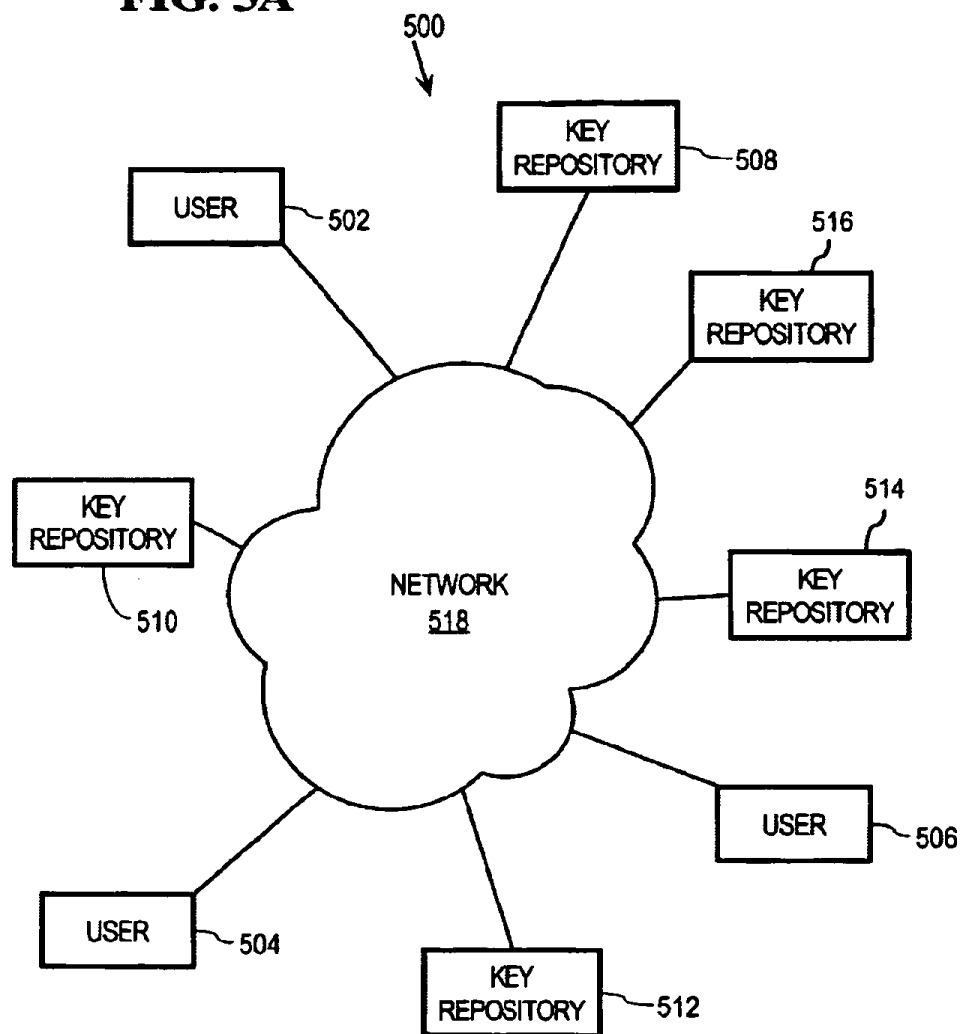 FIG. 5A
500
KEY
REPOSITORY
508
USER
502
516
KEY
REPOSITORY
KEY
REPOSITORY
510
514
KEY
REPOSITORY
NETWORK
518
USER
506
USER
504
KEY
REPOSITORY
512